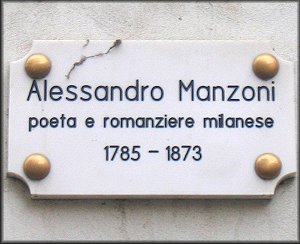 Alessandro Manzoni
poeta e romanziere milanese
1785 - 1873